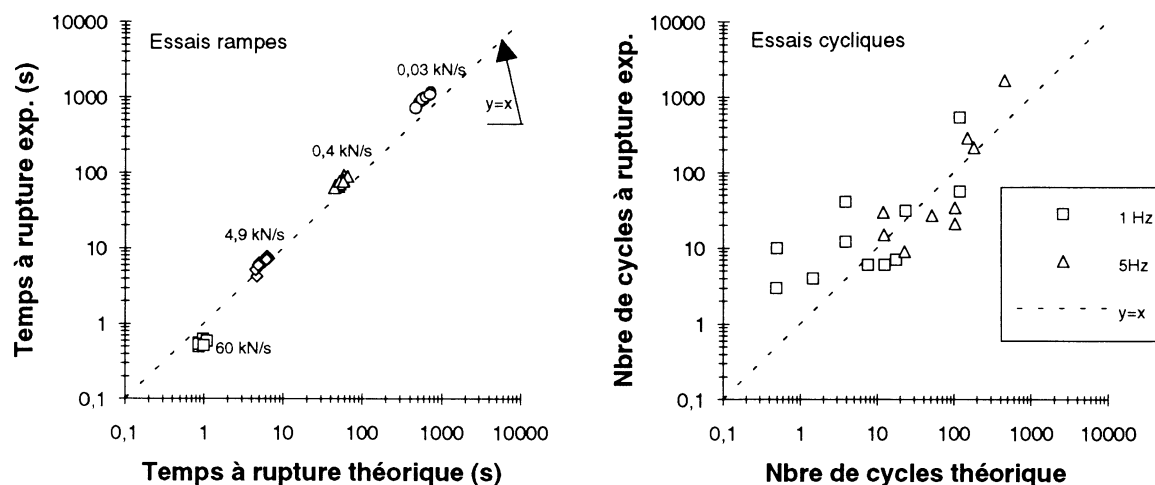 Essais rampes
Temps à rupture exp. (s)
10000
1000
100
10
1
0,1
0,03 kN/s
y=x
0,4 kN/s
4,9 kN/s
60 kN/s
0,1 1 10 100 1000 10000
Temps à rupture théorique (s)
Essais cycliques
Nbre de cycles à rupture exp.
10000
1000
100
10
1
0,1
1 Hz
5Hz
y=x
0,1 1 10 100 1000 10000
Nbre de cycles théorique